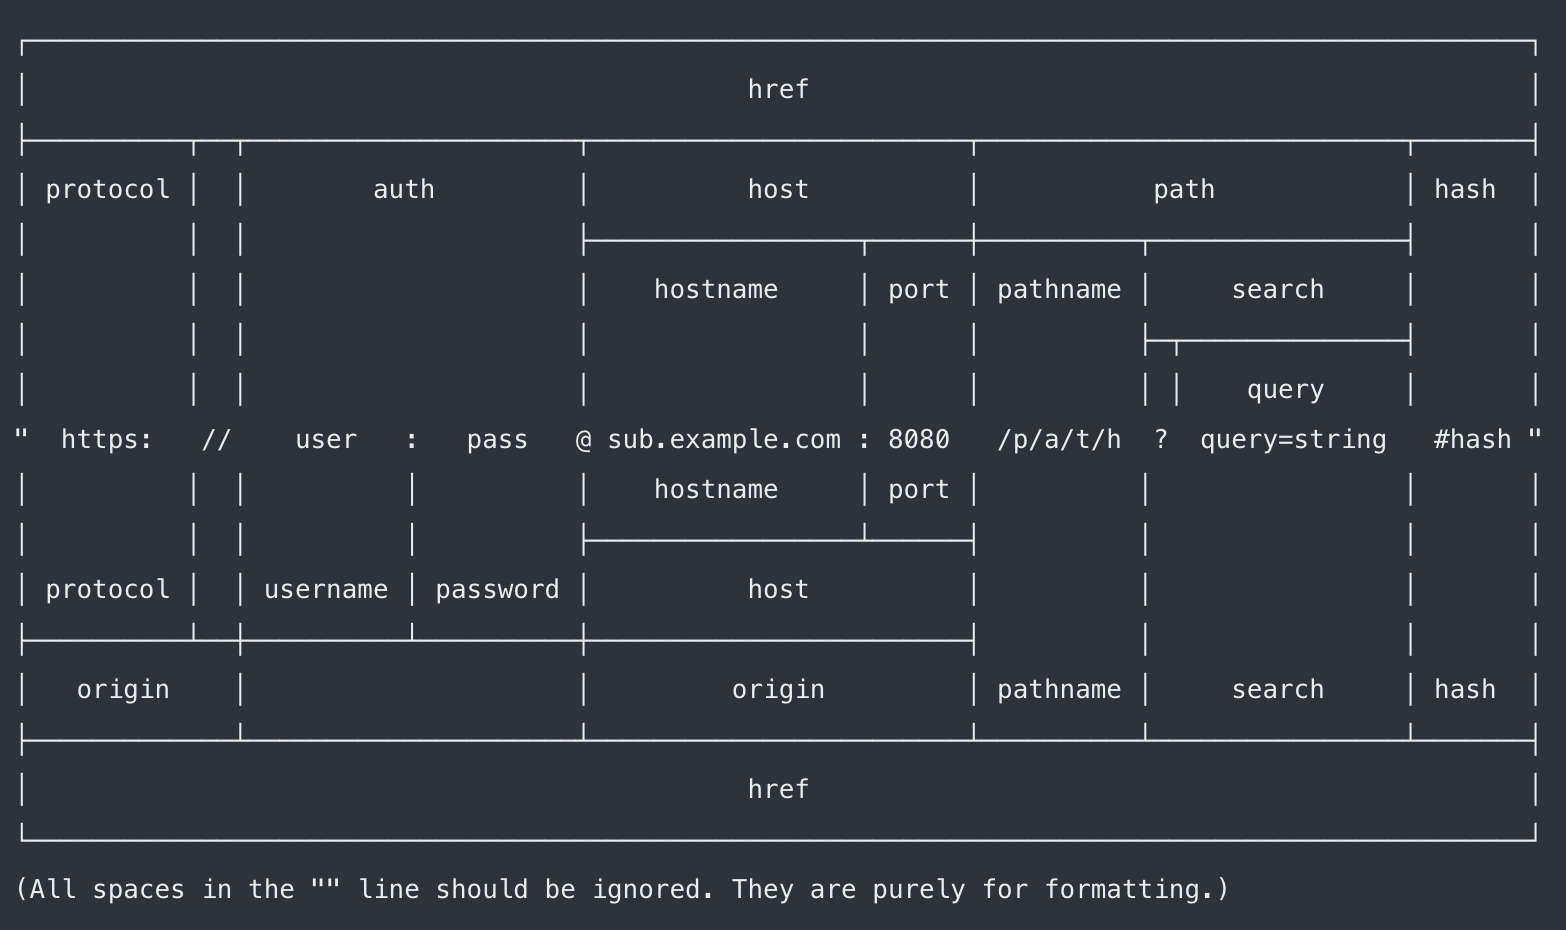 href
protocol auth host path hash
hostname port pathname search
query
" https: // user : pass @ sub.example.com : 8080 /p/a/t/h ? query=string #hash "
hostname port
protocol username password host
origin origin pathname search hash
href
(All spaces in the "" line should be ignored. They are purely for formatting.)